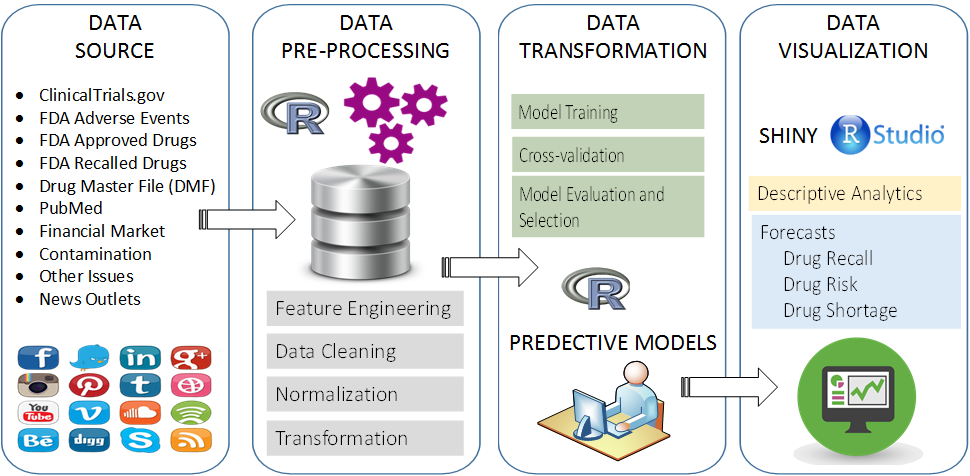 DATA
SOURCE
• ClinicalTrials.gov
• FDA Adverse Events
• FDA Approved Drugs
• FDA Recalled Drugs
• Drug Master File (DMF)
• PubMed
• Financial Market
• Contamination
• Other Issues
• News Outlets
f
in
g+
t
You
Tube
Bē
digg
S
DATA
PRE-PROCESSING
R
Feature Engineering
Data Cleaning
Normalization
Transformation
DATA
TRANSFORMATION
Model Training
Cross-validation
Model Evaluation and
Selection
R
PREDECTIVE MODELS
DATA
VISUALIZATION
SHINY R Studio®
Descriptive Analytics
Forecasts
Drug Recall
Drug Risk
Drug Shortage